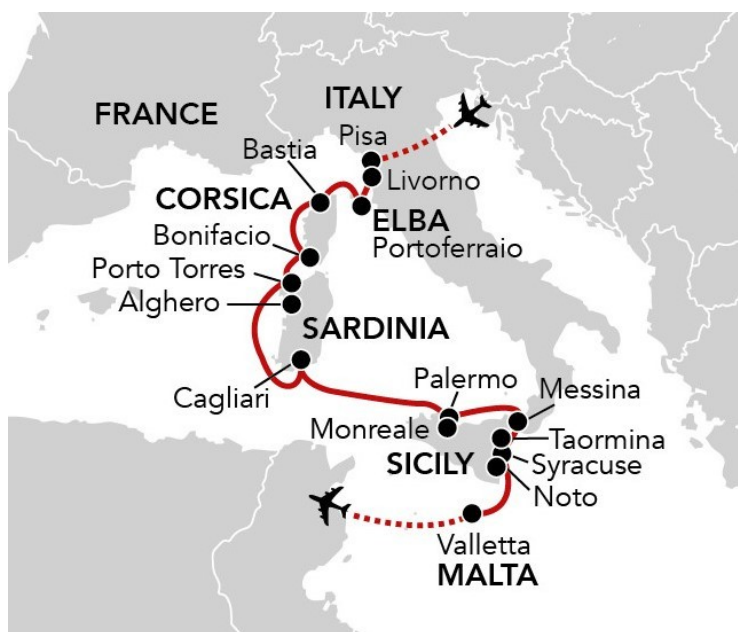 ITALY
FRANCE
Pisa
Bastia
Livorno
CORSICA
ELBA
Bonifacio
Portoferraio
Porto Torres
Alghero
SARDINIA
Palermo
Messina
Cagliari
Monreale
Taormina
SICILY
Syracuse
Noto
Valletta
MALTA